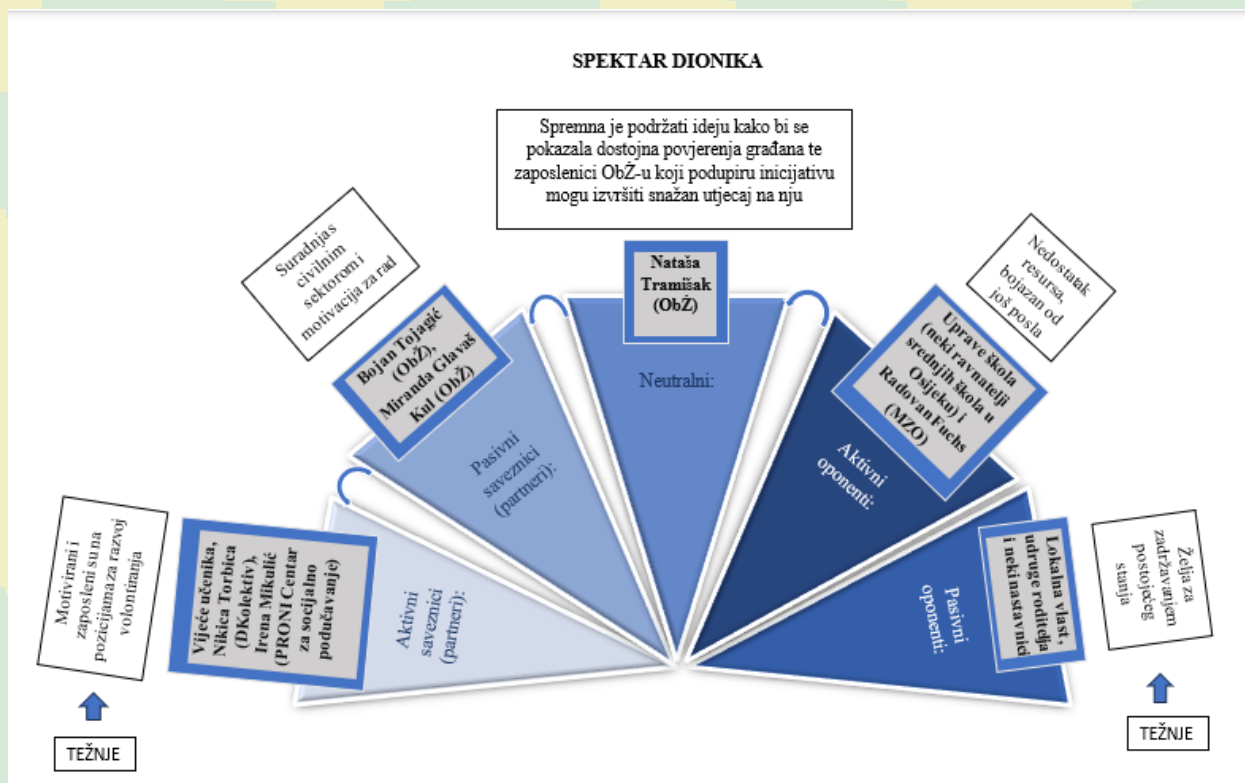 SPEKTAR DIONIKA
Spremna je podržati ideju kako bi se
pokazala dostojna povjerenja građana te
zaposlenici ObŽ-u koji podupiru inicijativu
mogu izvršiti snažan utjecaj na nju
Suradnja s
civilnim
sektorom i
motivacija za rad
Nedostatak
resursa,
bojazan od
još posla
Nataša
Tramišak
(ObŽ)
Neutralni:
Bojan Tojagić
(ObŽ),
Miranda Glavaš
Kul (ObŽ)
Pasivni
saveznici
(partneri):
Uprave škola
(neki ravnatelji
srednjih škola u
Osijeku) i
Radovan Fuchs
(MZO)
Aktivni
oponenti:
Motivirani i
zaposleni su na
pozicijama za razvoj
volontiranja
Vijeće učenika,
Nikica Torbica
(DKolektiv),
Irena Mikulić
(PRONI Centar
za socijalno
podučavanje)
Aktivni
saveznici
(partneri):
Pasivni
oponenti:
Lokalna vlast ,
udruge roditelja
i neki nastavnici
Želja za
zadržavanjem
postojećeg
stanja
TEŽNJE
TEŽNJE